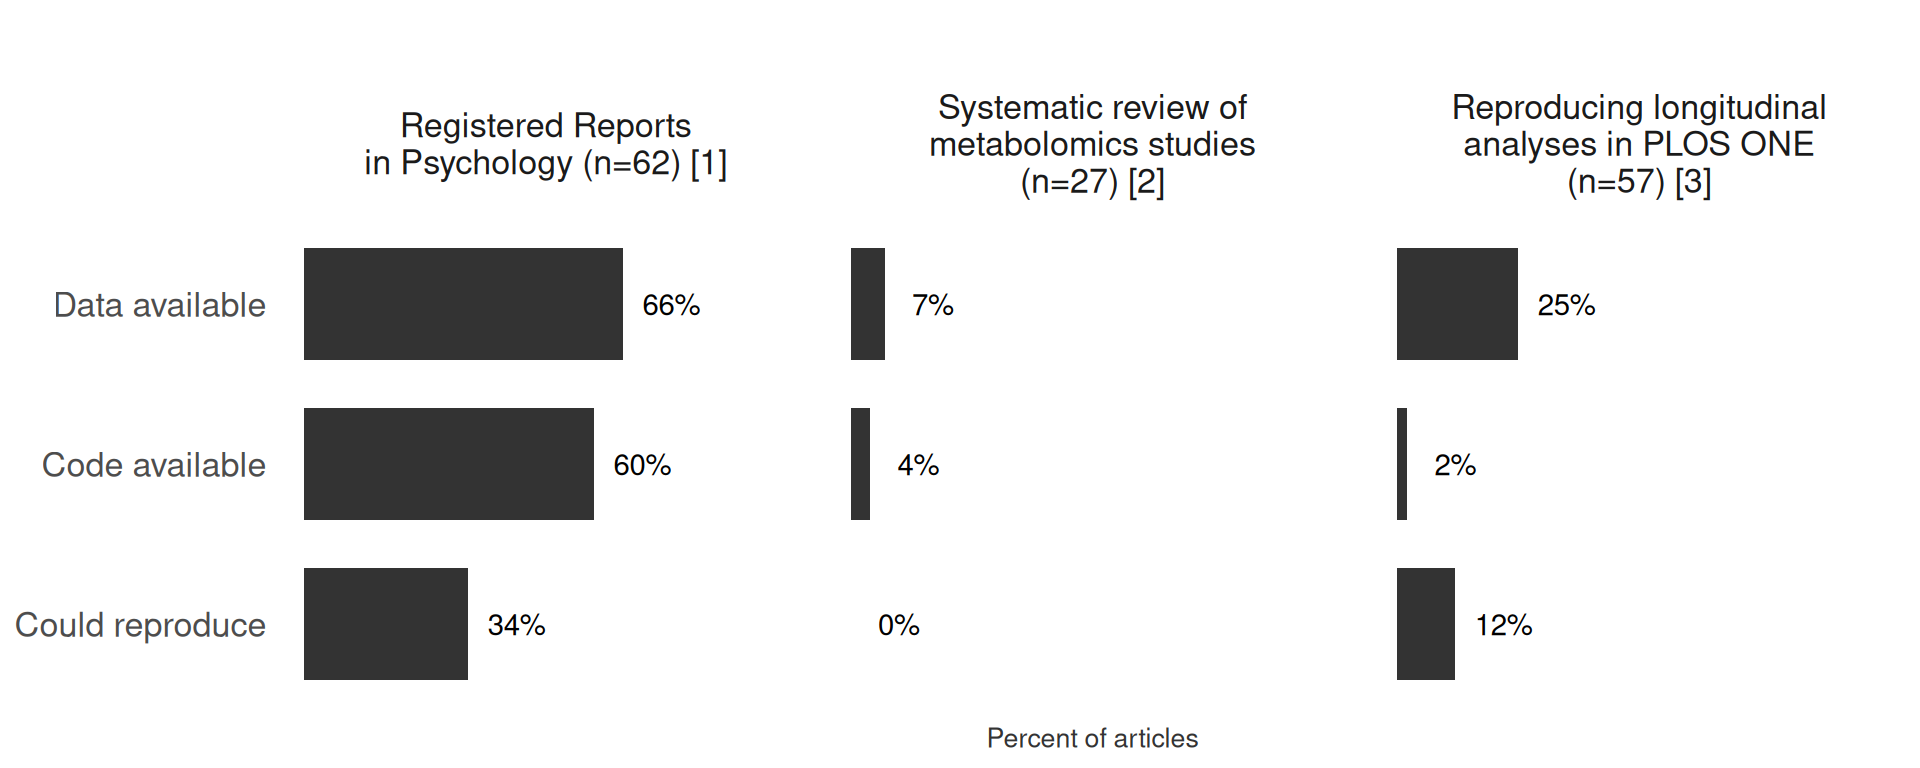 Registered Reports
in Psychology (n=62) [1]
Systematic review of
metabolomics studies
(n=27) [2]
Reproducing longitudinal
analyses in PLOS ONE
(n=57) [3]
Data available
66%
7%
25%
Code available
60%
4%
2%
Could reproduce
34%
0%
12%
Percent of articles